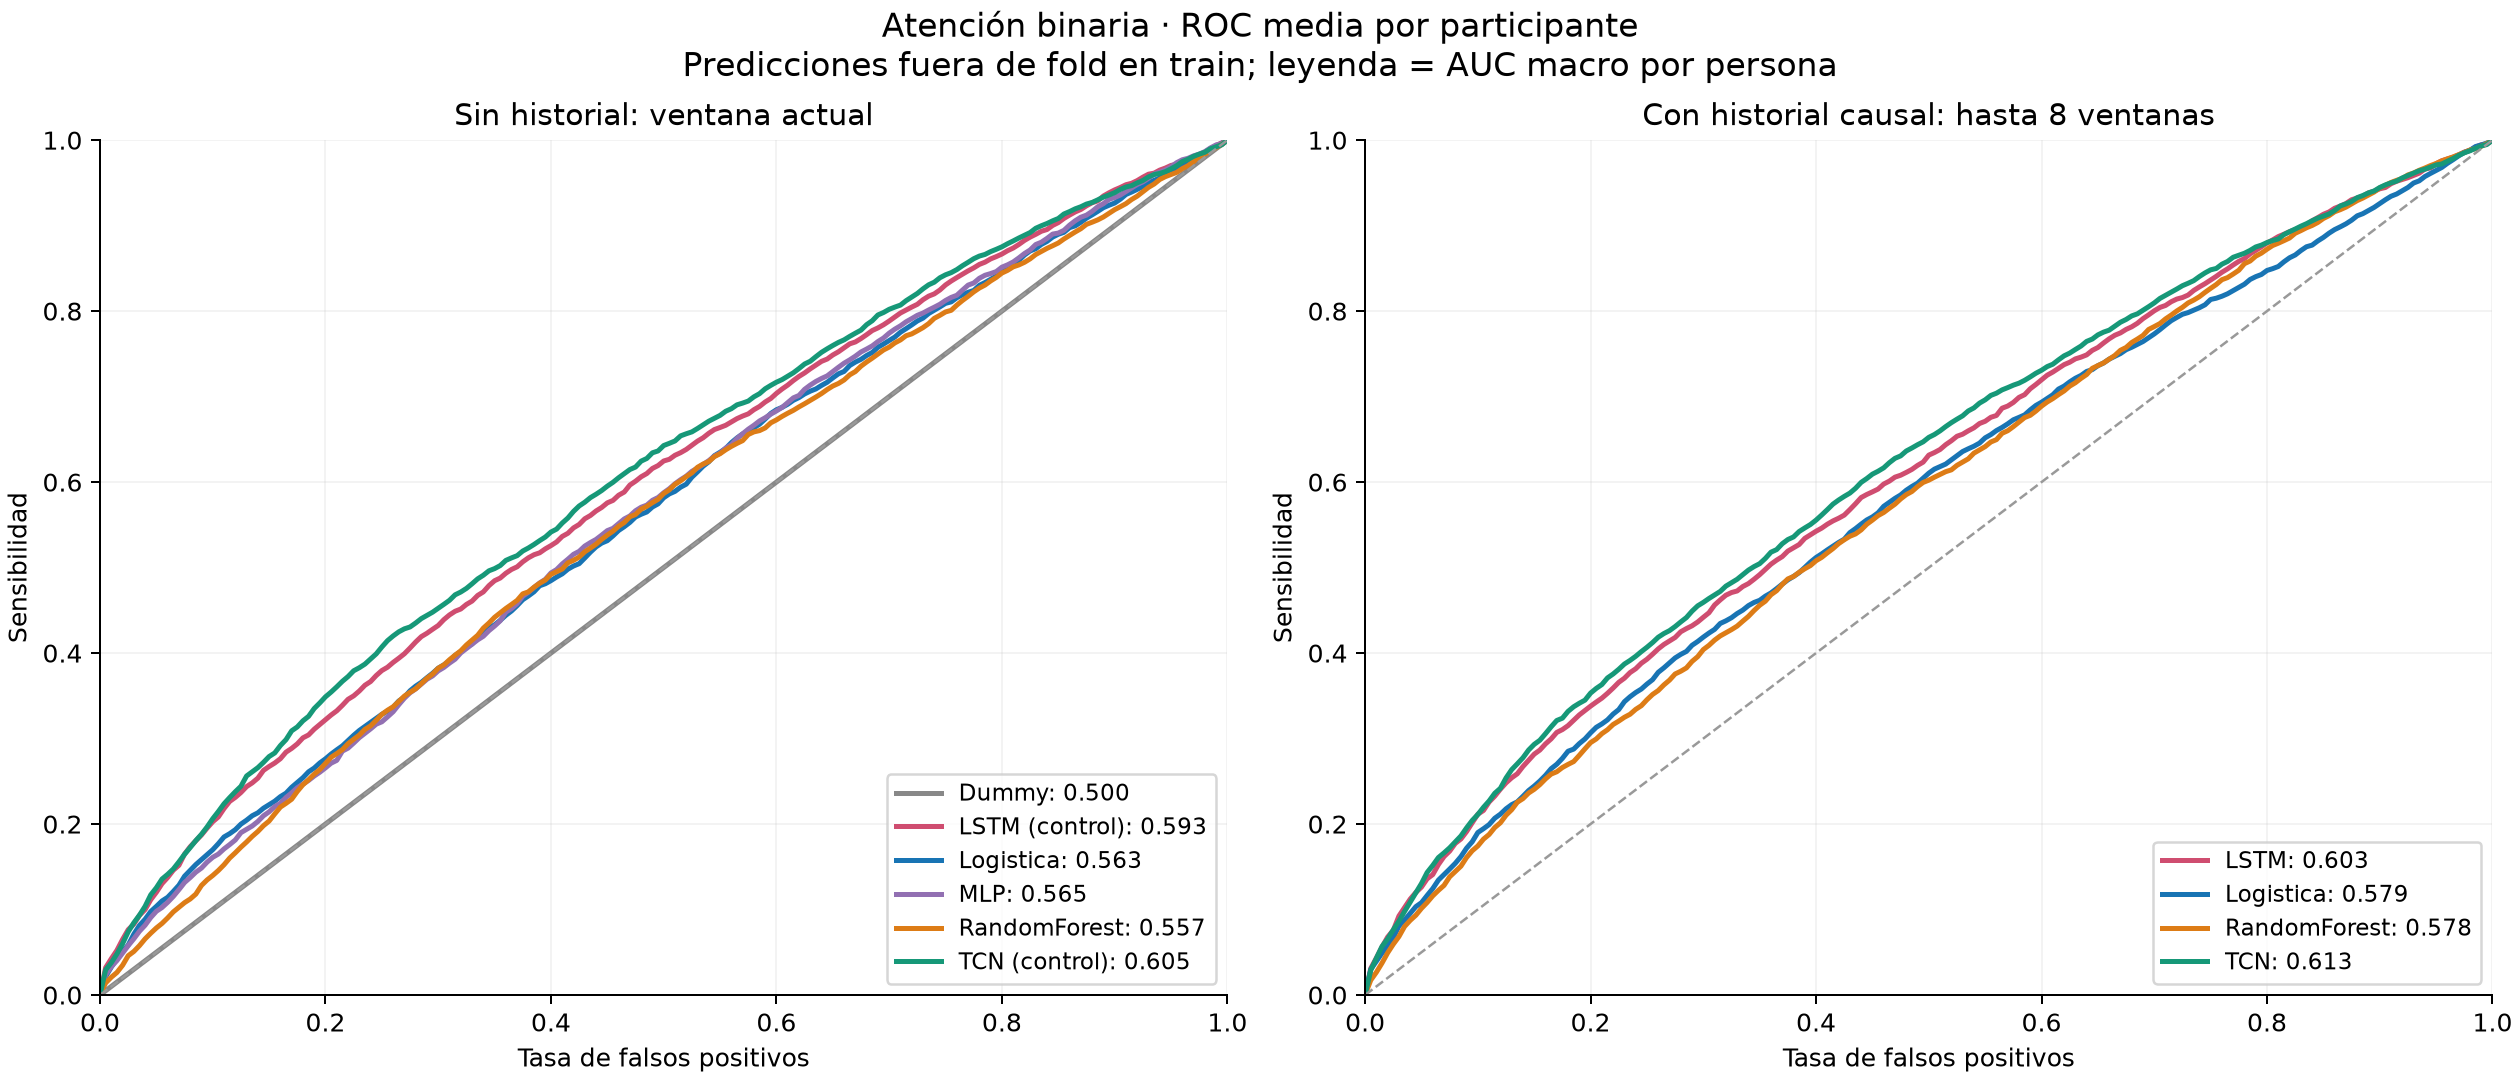 Atención binaria · ROC media por participante
Predicciones fuera de fold en train; leyenda = AUC macro por persona
Sin historial: ventana actual
1.0
0.8
0.6
0.4
0.2
0.0
Sensibilidad
0.0 0.2 0.4 0.6 0.8 1.0
Tasa de falsos positivos
Dummy: 0.500
LSTM (control): 0.593
Logistica: 0.563
MLP: 0.565
RandomForest: 0.557
TCN (control): 0.605
Con historial causal: hasta 8 ventanas
1.0
0.8
0.6
0.4
0.2
0.0
Sensibilidad
0.0 0.2 0.4 0.6 0.8 1.0
Tasa de falsos positivos
LSTM: 0.603
Logistica: 0.579
RandomForest: 0.578
TCN: 0.613